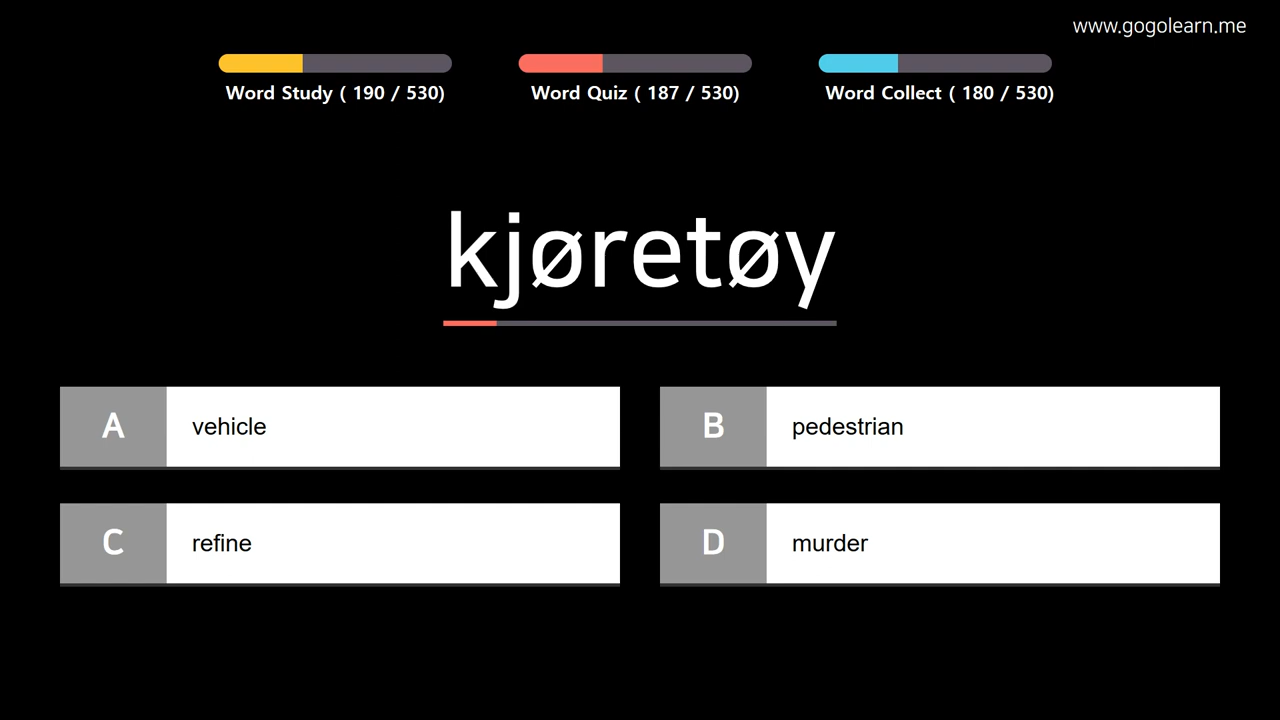 www.gogolearn.me
Word Study ( 190 / 530)
Word Quiz ( 187 / 530)
Word Collect ( 180 / 530)
kjøretøy
A vehicle
B pedestrian
C refine
D murder